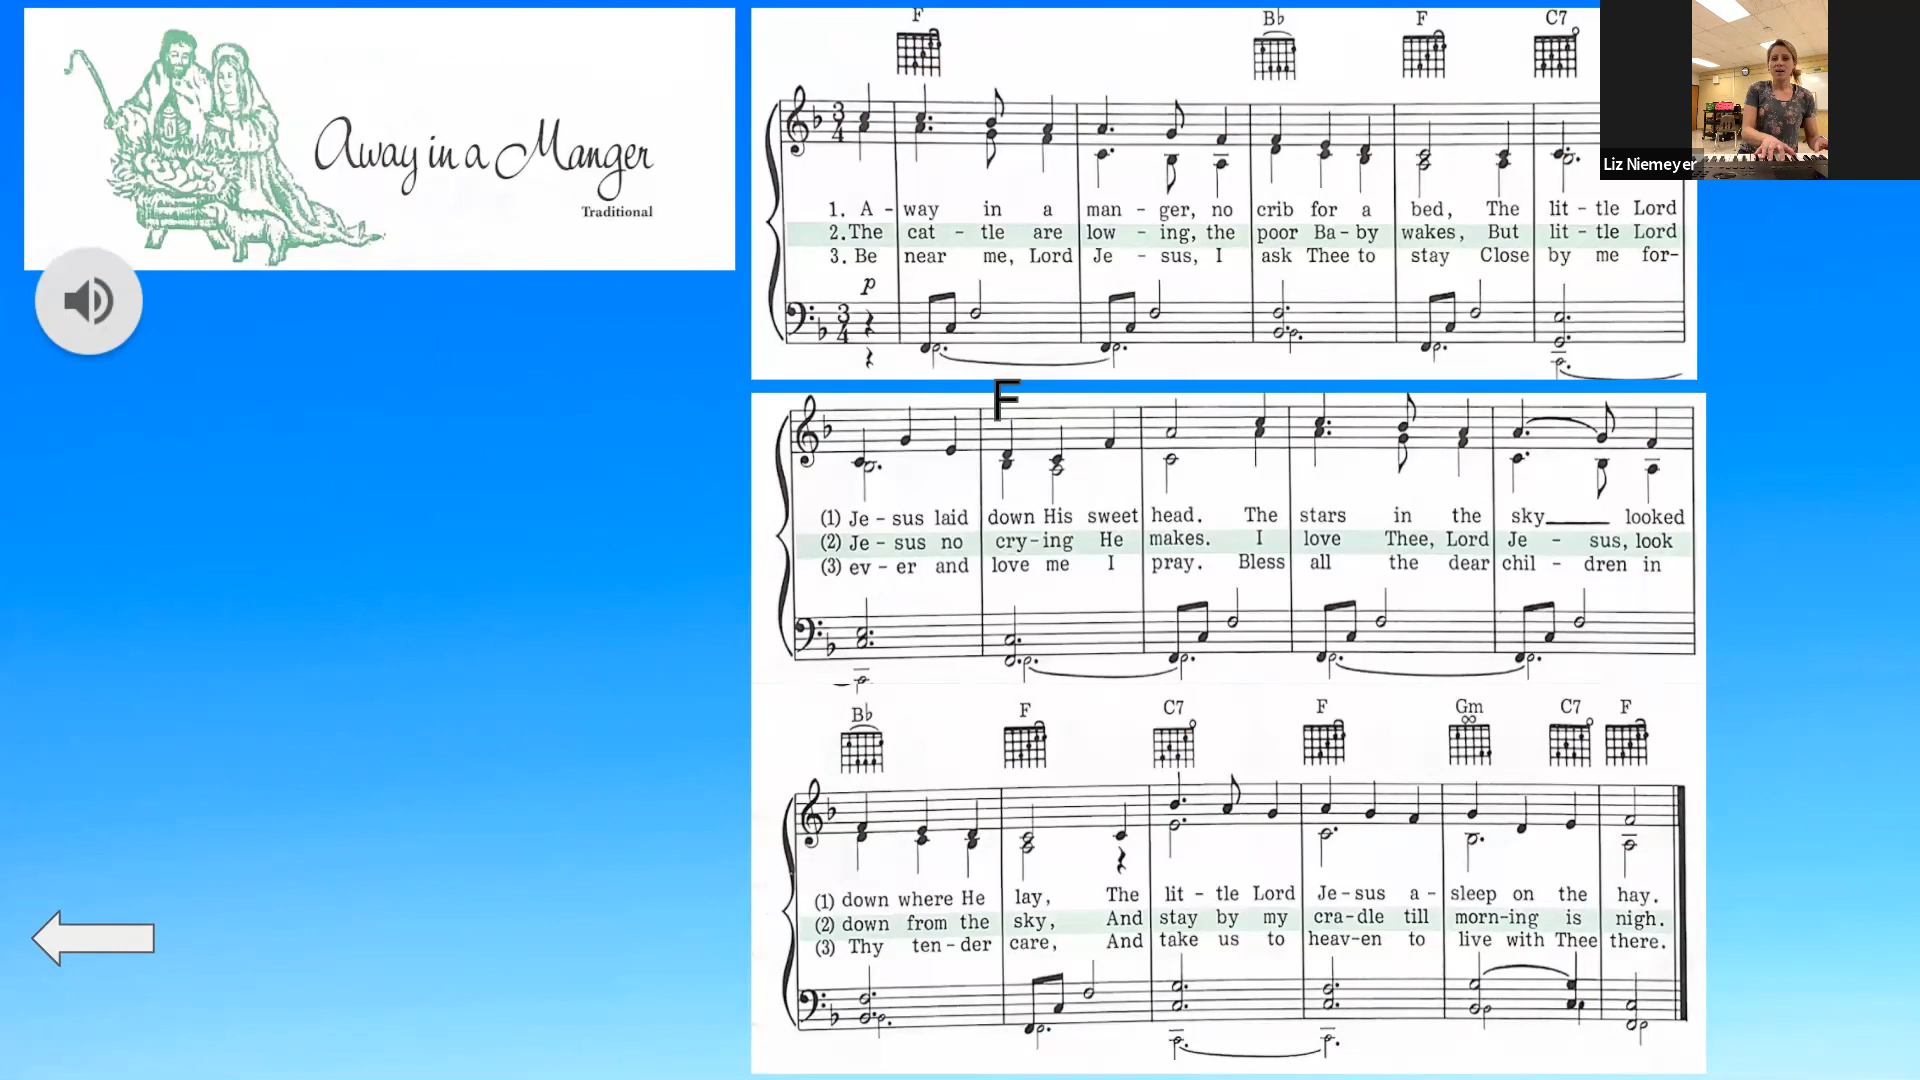 Away in a Manger
Traditional
F B♭ F C7
Liz Niemeyer
3
4
1. A - way in a man - ger, no crib for a bed, The lit - tle Lord
2. The cat - tle are low - ing, the poor Ba - by wakes, But lit - tle Lord
3. Be near me, Lord Je - sus, I ask Thee to stay Close by me for-
p
3
4
F
(1) Je - sus laid down His sweet head. The stars in the sky____ looked
(2) Je - sus no cry - ing He makes. I love Thee, Lord Je - sus, look
(3) ev - er and love me I pray. Bless all the dear chil - dren in
B♭ F C7 F Gm C7 F
(1) down where He lay, The lit - tle Lord Je - sus a - sleep on the hay.
(2) down from the sky, And stay by my cra - dle till morn - ing is nigh.
(3) Thy ten - der care, And take us to heav - en to live with Thee there.